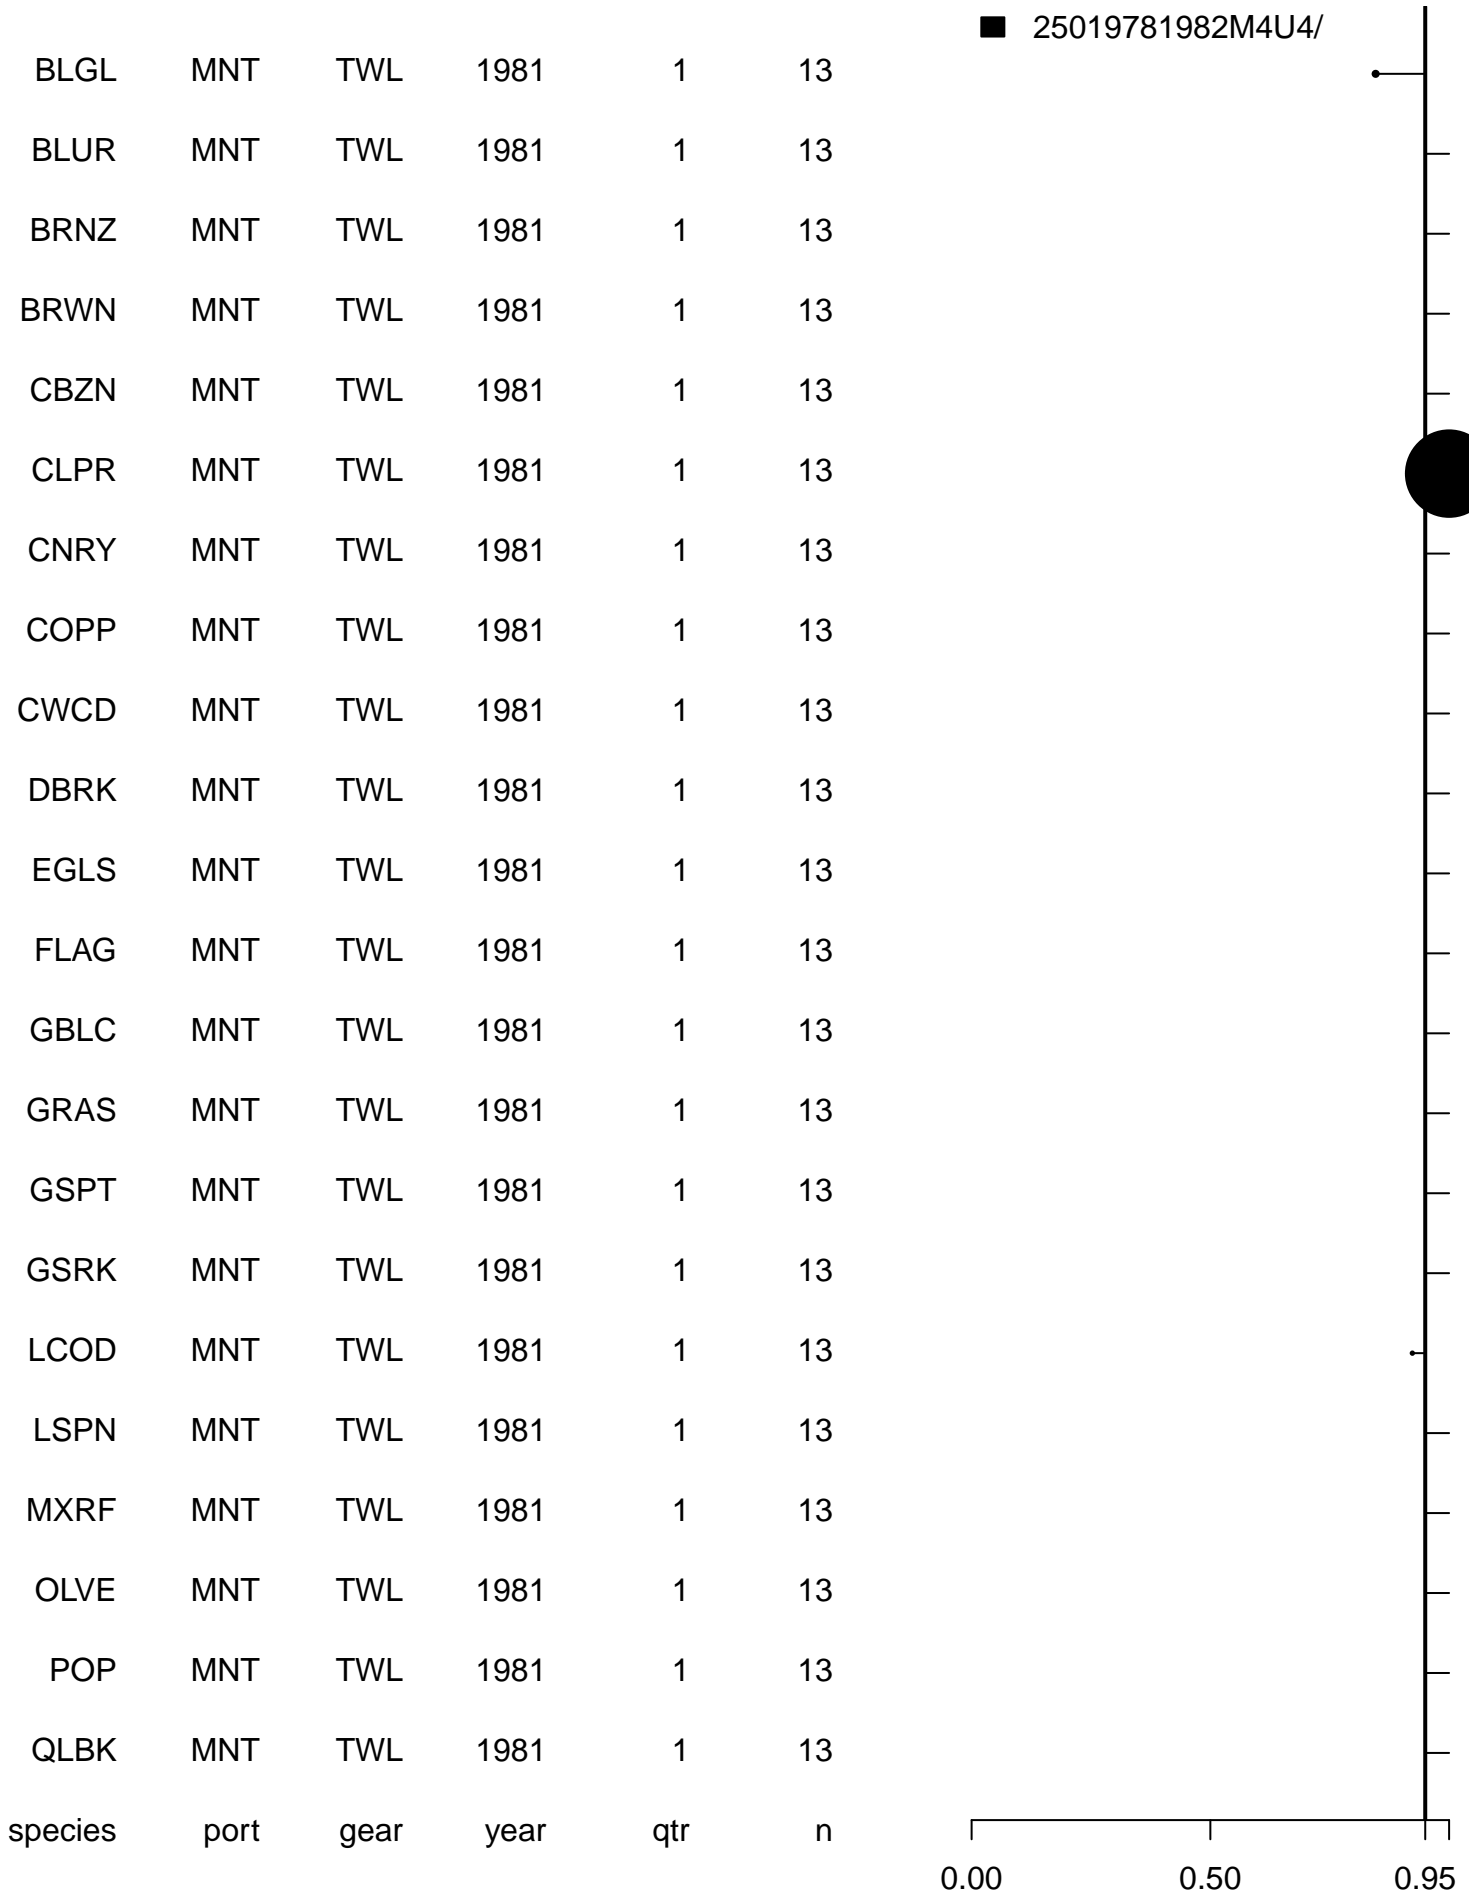 25019781982M4U4/
BLGL MNT TWL 1981 1 13
BLUR MNT TWL 1981 1 13
BRNZ MNT TWL 1981 1 13
BRWN MNT TWL 1981 1 13
CBZN MNT TWL 1981 1 13
CLPR MNT TWL 1981 1 13
CNRY MNT TWL 1981 1 13
COPP MNT TWL 1981 1 13
CWCD MNT TWL 1981 1 13
DBRK MNT TWL 1981 1 13
EGLS MNT TWL 1981 1 13
FLAG MNT TWL 1981 1 13
GBLC MNT TWL 1981 1 13
GRAS MNT TWL 1981 1 13
GSPT MNT TWL 1981 1 13
GSRK MNT TWL 1981 1 13
LCOD MNT TWL 1981 1 13
LSPN MNT TWL 1981 1 13
MXRF MNT TWL 1981 1 13
OLVE MNT TWL 1981 1 13
POP MNT TWL 1981 1 13
QLBK MNT TWL 1981 1 13
species port gear year qtr n
0.00 0.50 0.95